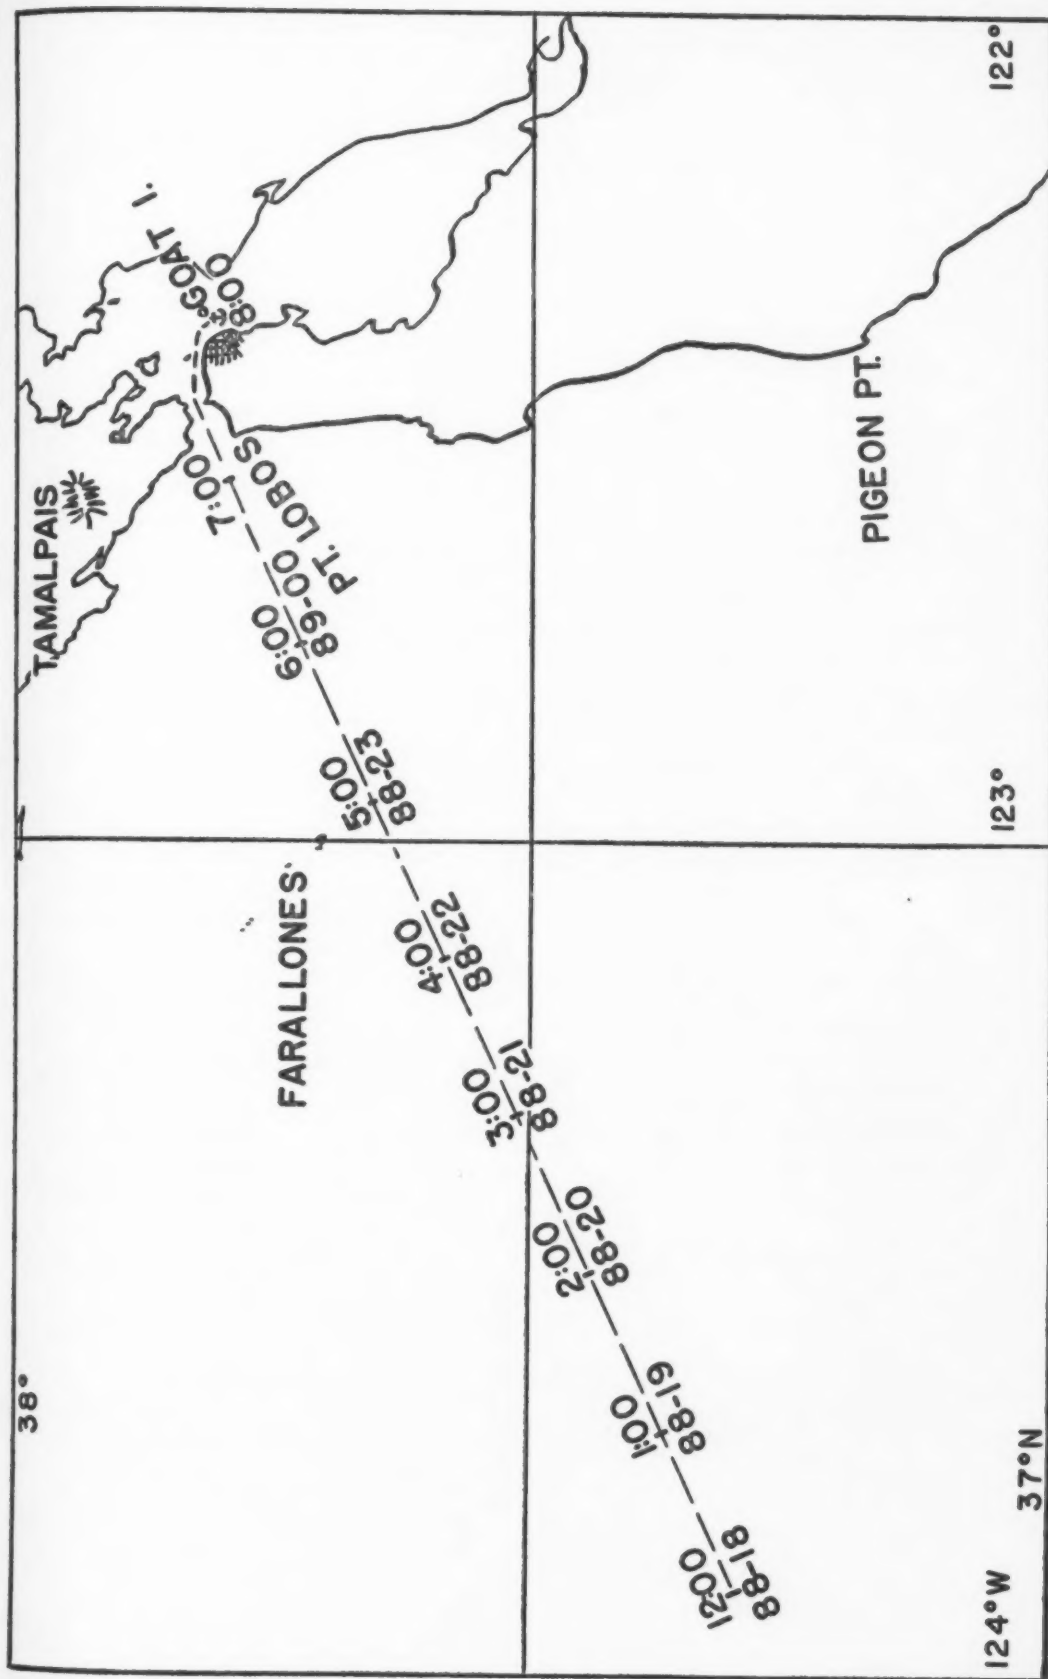 38°
TAMALPAIS
GOAT I.
8:00
7:00
PT. LOBOS
6:00
89-00
5:00
88-23
FARALLONES
4:00
88-22
3:00
88-21
2:00
88-20
1:00
88-19
12:00
88-18
PIGEON PT.
124°W
37°N
123°
122°